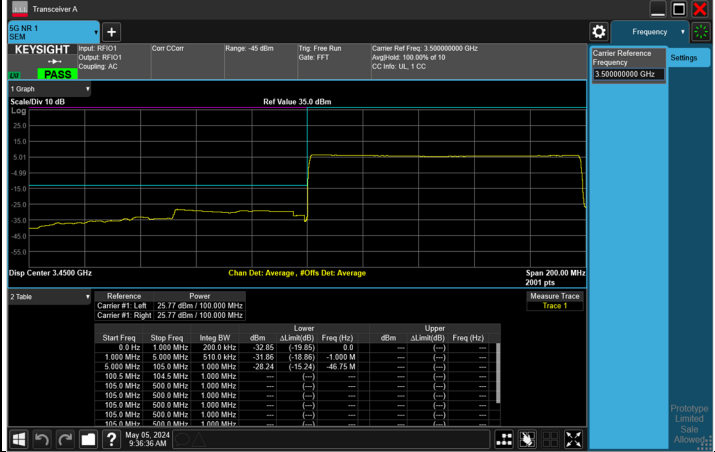 Transceiver A
5G NR 1
SEM
Frequency
KEYSIGHT
PASS
Input: RFIO1
Output: RFIO1
Coupling: AC
Corr CCorr
Range: -45 dBm
Trig: Free Run
Gate: FFT
Carrier Ref Freq: 3.500000000 GHz
Avg|Hold: 100.00% of 10
CC Info: UL, 1 CC
Carrier Reference
Frequency
3.500000000 GHz
Settings
1 Graph
Scale/Div 10 dB
Ref Value 35.0 dBm
Log
25.0
15.0
5.01
-4.99
-15.0
-25.0
-35.0
-45.0
-55.0
Disp Center 3.4500 GHz
Chan Det: Average , #Offs Det: Average
Span 200.00 MHz
2001 pts
2 Table
Reference Power
Carrier #1: Left 25.77 dBm / 100.000 MHz
Carrier #1: Right 25.77 dBm / 100.000 MHz
Measure Trace
Trace 1
Lower Upper
Start Freq Stop Freq Integ BW dBm ΔLimit(dB) Freq (Hz) dBm ΔLimit(dB) Freq (Hz)
0.0 Hz 1.000 MHz 200.0 kHz -32.85 (-19.85) 0.0 --- (---) ---
1.000 MHz 5.000 MHz 510.0 kHz -31.86 (-18.86) -1.000 M --- (---) ---
5.000 MHz 105.0 MHz 1.000 MHz -28.24 (-15.24) -46.75 M --- (---) ---
100.5 MHz 104.5 MHz 1.000 MHz --- (---) --- --- (---) ---
105.0 MHz 500.0 MHz 1.000 MHz --- (---) --- --- (---) ---
105.0 MHz 500.0 MHz 1.000 MHz --- (---) --- --- (---) ---
105.0 MHz 500.0 MHz 1.000 MHz --- (---) --- --- (---) ---
105.0 MHz 500.0 MHz 1.000 MHz --- (---) --- --- (---) ---
May 05, 2024
9:36:36 AM
Prototype
Limited
Sale
Allowed